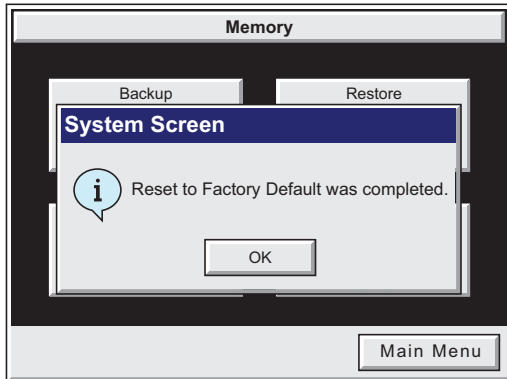 Memory
Backup
Restore
System Screen
Reset to Factory Default was completed.
OK
Main Menu